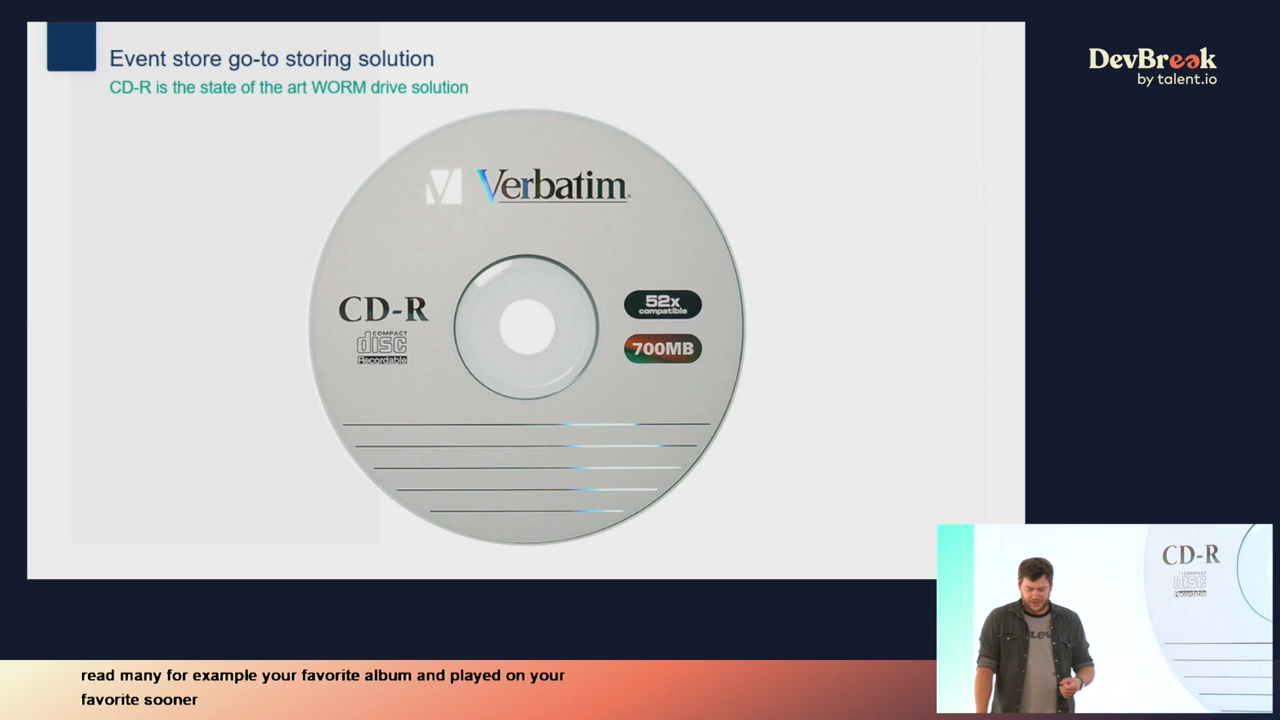 Event store go-to storing solution
CD-R is the state of the art WORM drive solution
DevBreak
by talent.io
V Verbatim
CD-R
COMPACT
disc
Recordable
52x
compatible
700MB
CD-R
COMPACT
disc
Recordable
read many for example your favorite album and played on your
favorite sooner